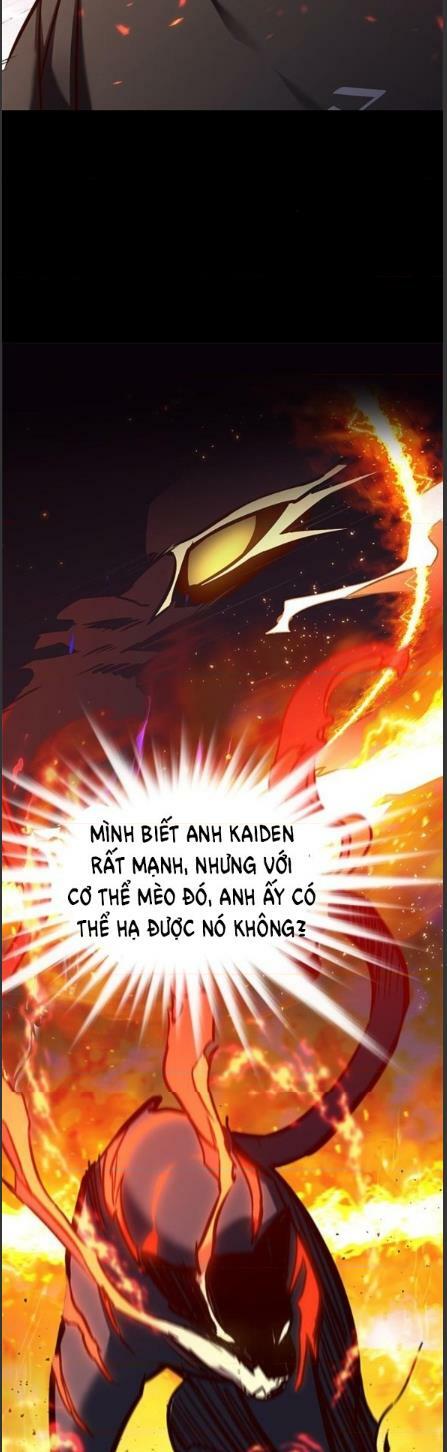 MÌNH BIẾT ANH KAIDEN
RẤT MẠNH, NHƯNG VỚI
CƠ THỂ MÈO ĐÓ, ANH ẤY CÓ
THỂ HẠ ĐƯỢC NÓ KHÔNG?